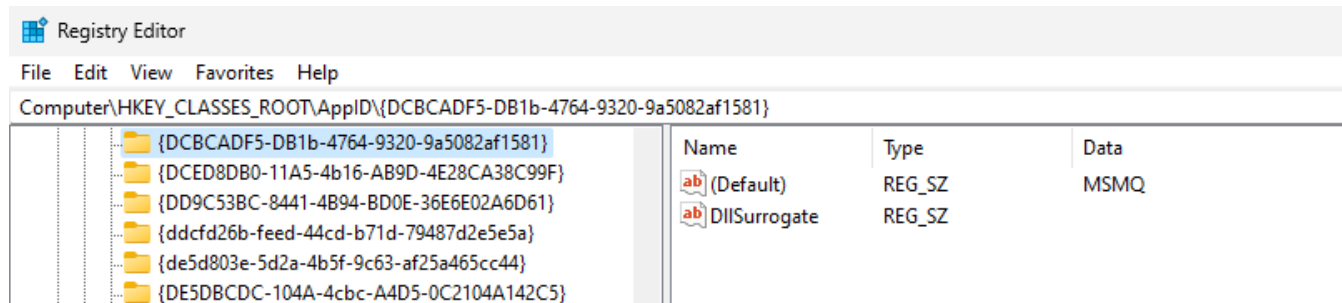 Registry Editor
File Edit View Favorites Help
Computer\HKEY_CLASSES_ROOT\AppID\{DCBCADF5-DB1b-4764-9320-9a5082af1581}
{DCBCADF5-DB1b-4764-9320-9a5082af1581}
{DCED8DB0-11A5-4b16-AB9D-4E28CA38C99F}
{DD9C53BC-8441-4B94-BD0E-36E6E02A6D61}
{ddcfd26b-feed-44cd-b71d-79487d2e5e5a}
{de5d803e-5d2a-4b5f-9c63-af25a465cc44}
{DE5DBCDC-104A-4cbc-A4D5-0C2104A142C5}
Name Type Data
ab (Default) REG_SZ MSMQ
ab DllSurrogate REG_SZ